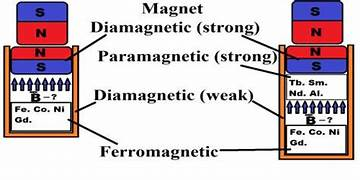 Magnet
S
N
N
S
B-?
Fe. Co. Ni
Gd.
Diamagnetic (strong)
Paramagnetic (strong)
Diamagnetic (weak)
Ferromagnetic
S
N
N
S
Tb. Sm.
Nd. Al.
B-?
Fe. Co. Ni
Gd.